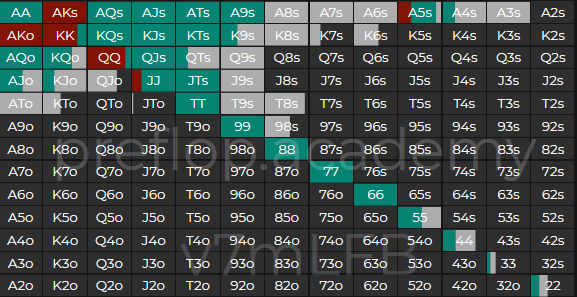 AA AKs AQs AJs ATs A9s A8s A7s A6s A5s A4s A3s A2s
AKo KK KQs KJs KTs K9s K8s K7s K6s K5s K4s K3s K2s
AQo KQo QQ QJs QTs Q9s Q8s Q7s Q6s Q5s Q4s Q3s Q2s
AJo KJo QJo JJ JTs J9s J8s J7s J6s J5s J4s J3s J2s
ATo KTo QTo JTo TT T9s T8s T7s T6s T5s T4s T3s T2s
A9o K9o Q9o J9o T9o 99 98s 97s 96s 95s 94s 93s 92s
preflop.academy
A8o K8o Q8o J8o T8o 98o 88 87s 86s 85s 84s 83s 82s
A7o K7o Q7o J7o T7o 97o 87o 77 76s 75s 74s 73s 72s
A6o K6o Q6o J6o T6o 96o 86o 76o 66 65s 64s 63s 62s
A5o K5o Q5o J5o T5o 95o 85o 75o 65o 55 54s 53s 52s
A4o K4o Q4o J4o T4o 94o 84o 74o 64o 54o 44 43s 42s
v7mLFB
A3o K3o Q3o J3o T3o 93o 83o 73o 63o 53o 43o 33 32s
A2o K2o Q2o J2o T2o 92o 82o 72o 62o 52o 42o 32o 22